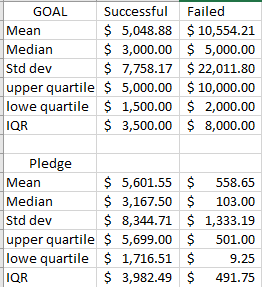 GOAL Successful Failed
Mean $ 5,048.88 $ 10,554.21
Median $ 3,000.00 $ 5,000.00
Std dev $ 7,758.17 $ 22,011.80
upper quartile $ 5,000.00 $ 10,000.00
lowe quartile $ 1,500.00 $ 2,000.00
IQR $ 3,500.00 $ 8,000.00
Pledge
Mean $ 5,601.55 $ 558.65
Median $ 3,167.50 $ 103.00
Std dev $ 8,344.71 $ 1,333.19
upper quartile $ 5,699.00 $ 501.00
lowe quartile $ 1,716.51 $ 9.25
IQR $ 3,982.49 $ 491.75